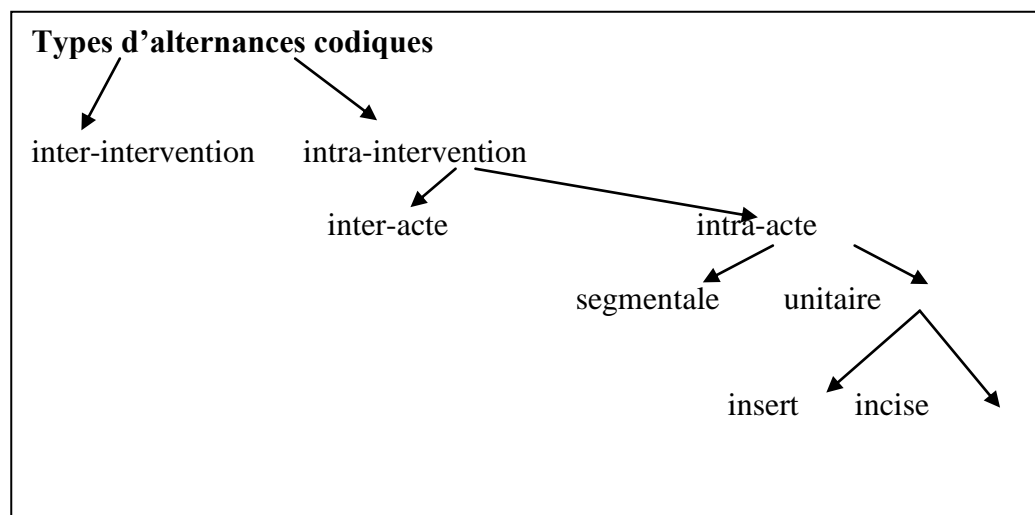 Types d’alternances codiques
inter-intervention intra-intervention
inter-acte intra-acte
segmentale unitaire
insert incise